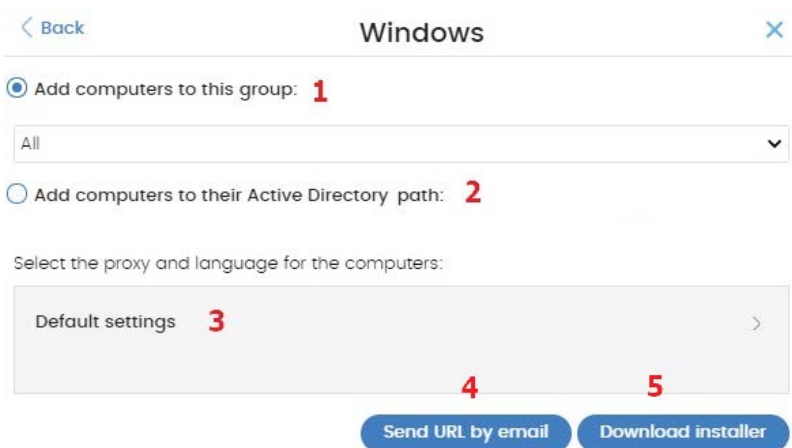 Back
Windows
Add computers to this group: 1
All
Add computers to their Active Directory path: 2
Select the proxy and language for the computers:
Default settings 3
4 5
Send URL by email Download installer